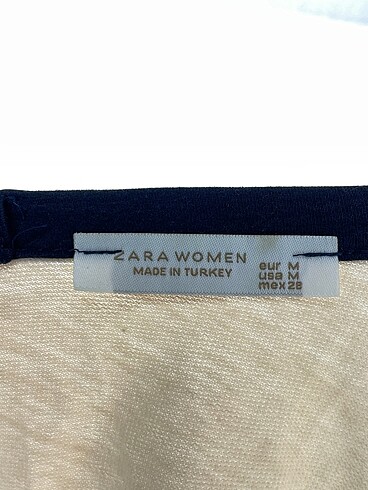 ZARA WOMEN
MADE IN TURKEY
eur M
usa M
mex 28